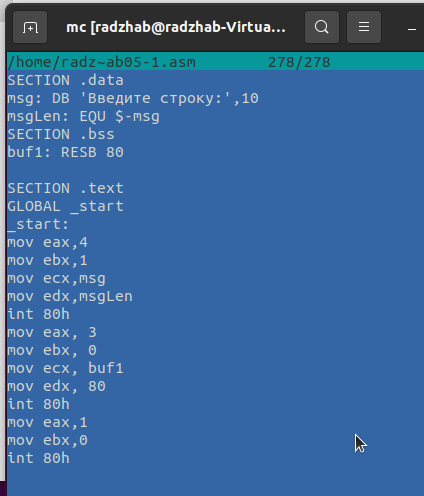 mc [radzhab@radzhab-Virtua...
/home/radz~ab05-1.asm 278/278
SECTION .data
msg: DB 'Введите строку:',10
msgLen: EQU $-msg
SECTION .bss
buf1: RESB 80
SECTION .text
GLOBAL _start
_start:
mov eax,4
mov ebx,1
mov ecx,msg
mov edx,msgLen
int 80h
mov eax, 3
mov ebx, 0
mov ecx, buf1
mov edx, 80
int 80h
mov eax,1
mov ebx,0
int 80h